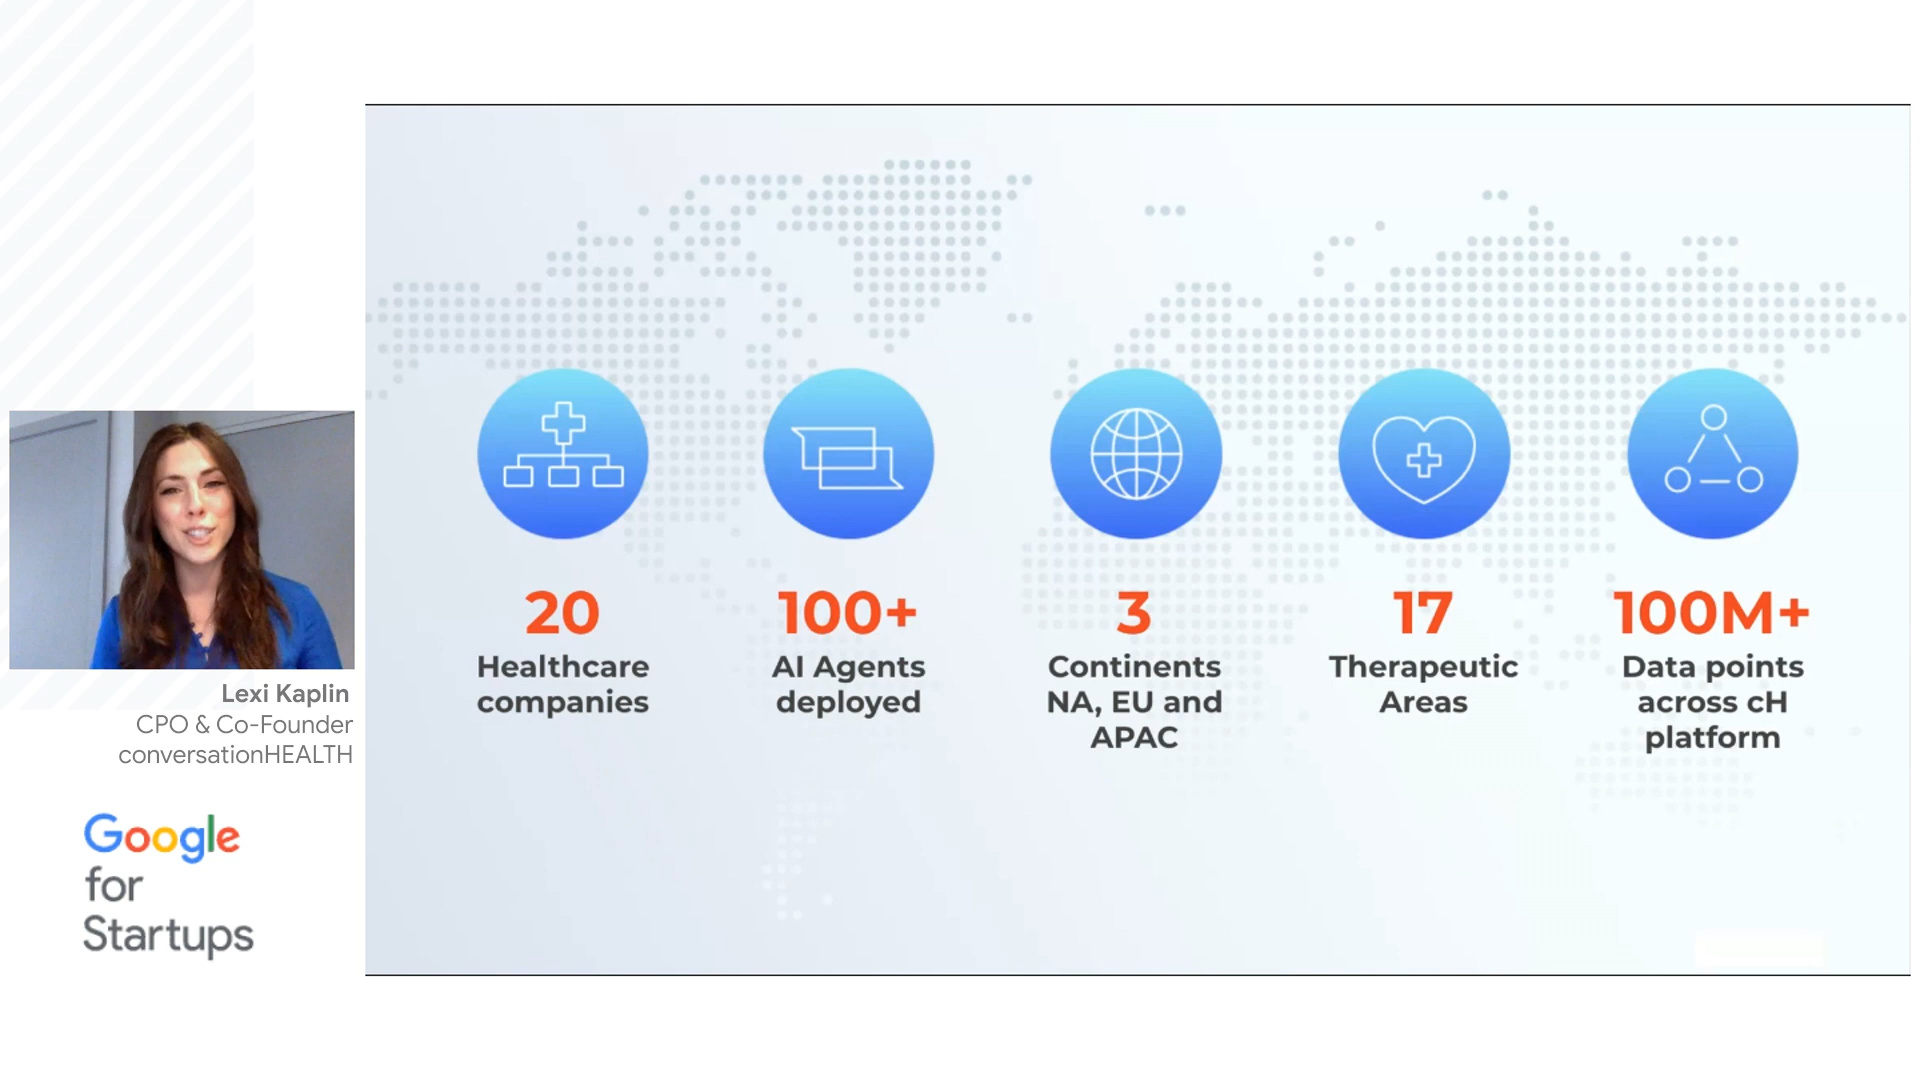 Lexi Kaplin
CPO & Co-Founder
conversationHEALTH
Google
for
Startups
20
Healthcare
companies
100+
AI Agents
deployed
3
Continents
NA, EU and
APAC
17
Therapeutic
Areas
100M+
Data points
across cH
platform